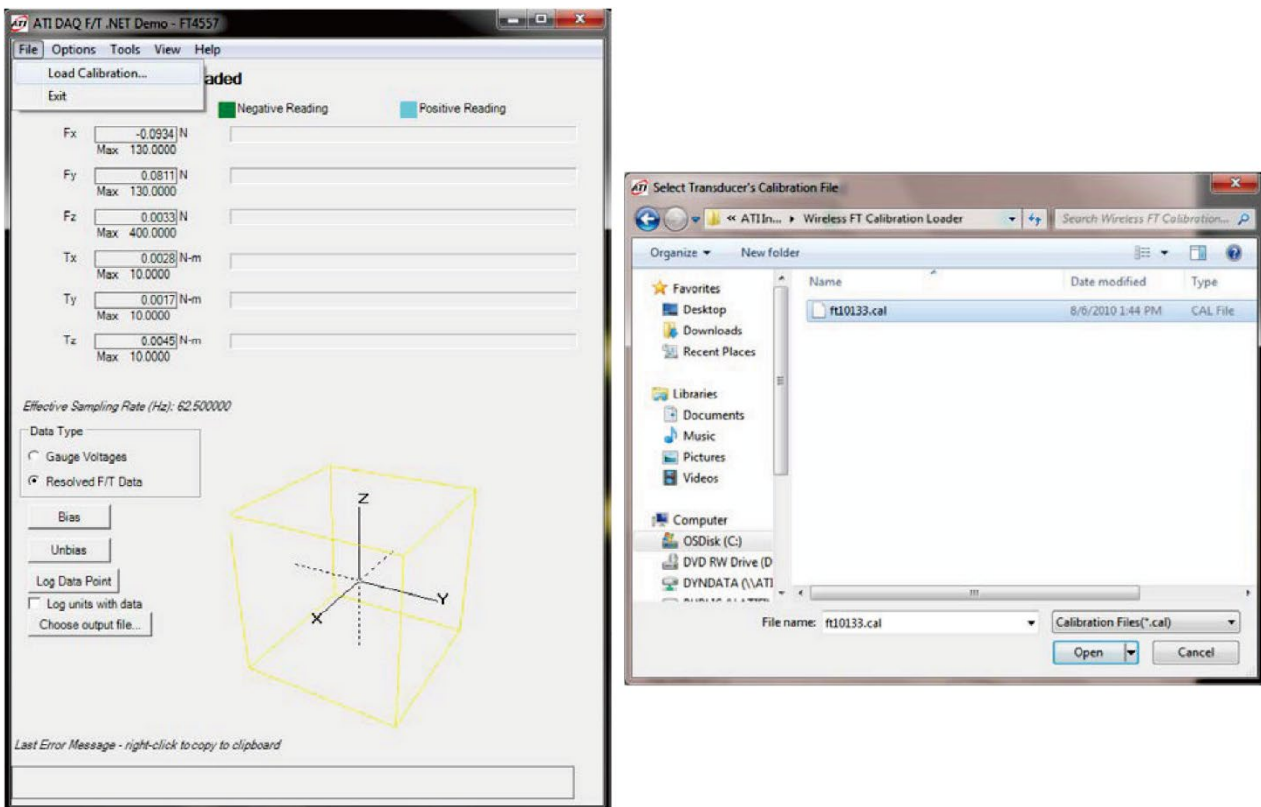 ATI ATI DAQ F/T .NET Demo - FT4557
File Options Tools View Help
Load Calibration...
Exit
aded
Negative Reading
Positive Reading
Fx -0.0934 N
Max 130.0000
Fy 0.0811 N
Max 130.0000
Fz 0.0033 N
Max 400.0000
Tx 0.0028 N-m
Max 10.0000
Ty 0.0017 N-m
Max 10.0000
Tz 0.0045 N-m
Max 10.0000
Effective Sampling Rate (Hz): 62.500000
Data Type
Gauge Voltages
Resolved F/T Data
Bias
Unbias
Log Data Point
Log units with data
Choose output file...
Z
Y
X
Last Error Message - right-click to copy to clipboard
ATI Select Transducer's Calibration File
« ATI In... Wireless FT Calibration Loader
Search Wireless FT Calibration...
Organize
New folder
Favorites
Desktop
Downloads
Recent Places
Libraries
Documents
Music
Pictures
Videos
Computer
OSDisk (C:)
DVD RW Drive (D
DYNDATA (\\ATI
Name Date modified Type
ft10133.cal 8/6/2010 1:44 PM CAL File
File name: ft10133.cal
Calibration Files(*.cal)
Open
Cancel